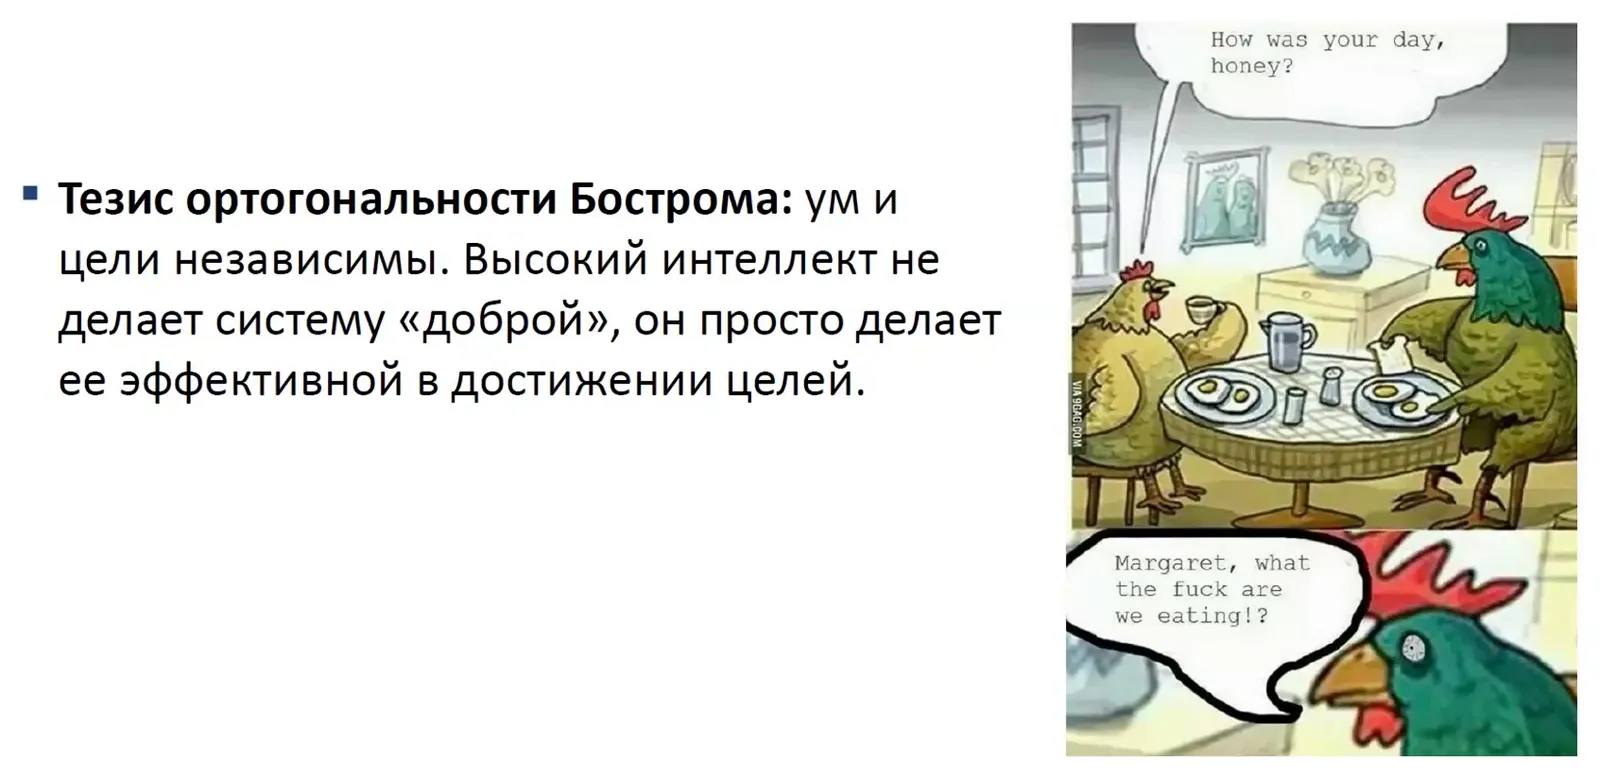 Тезис ортогональности Бострома: ум и
цели независимы. Высокий интеллект не
делает систему «доброй», он просто делает
ее эффективной в достижении целей.
How was your day,
honey?
VIA 9GAG.COM
Margaret, what
the fuck are
we eating!?